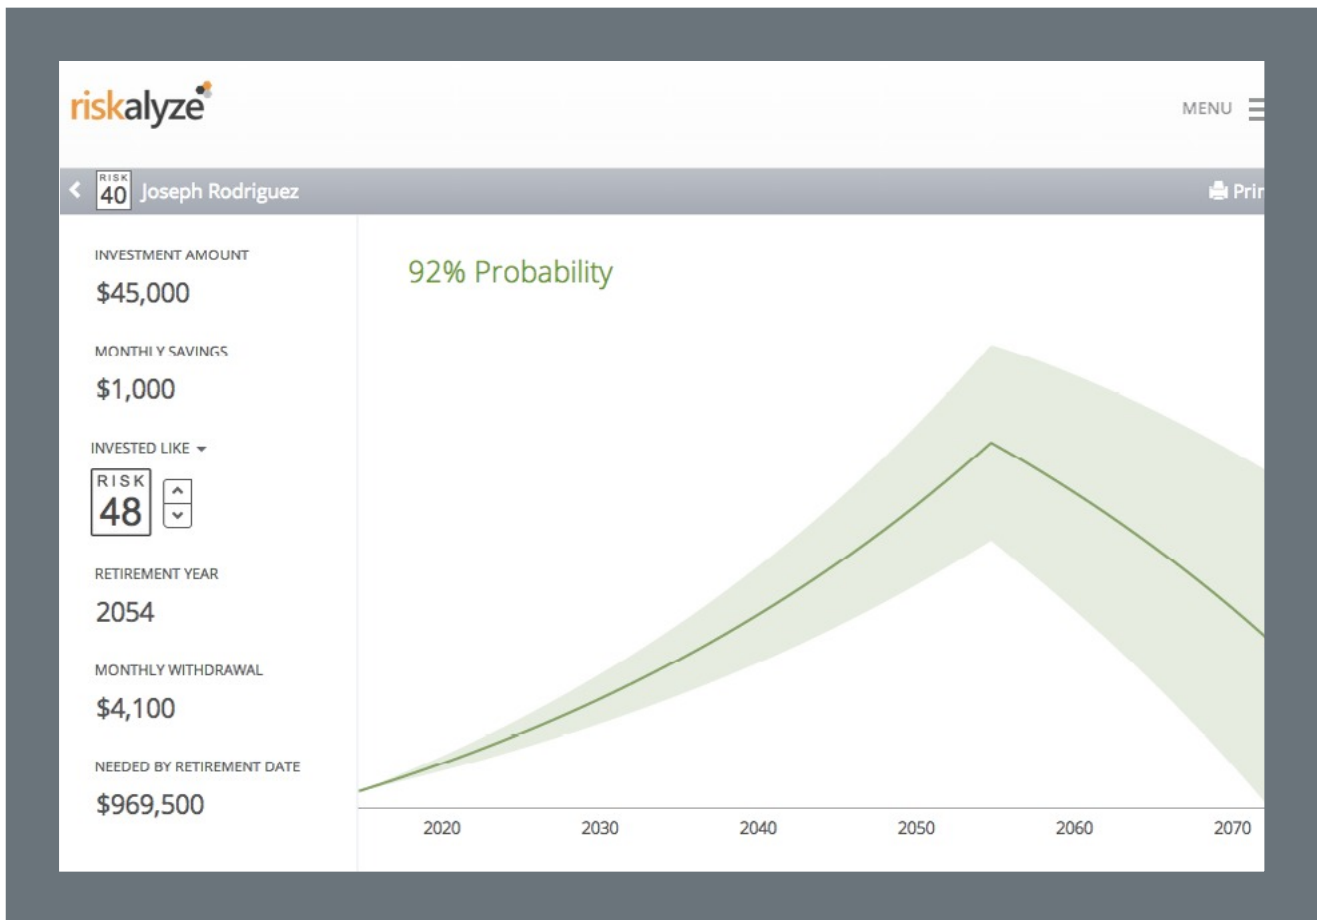 riskalyze
MENU
RISK
40
Joseph Rodriguez
Prin
INVESTMENT AMOUNT
$45,000
MONTHLY SAVINGS
$1,000
INVESTED LIKE
RISK
48
RETIREMENT YEAR
2054
MONTHLY WITHDRAWAL
$4,100
NEEDED BY RETIREMENT DATE
$969,500
92% Probability
2020 2030 2040 2050 2060 2070